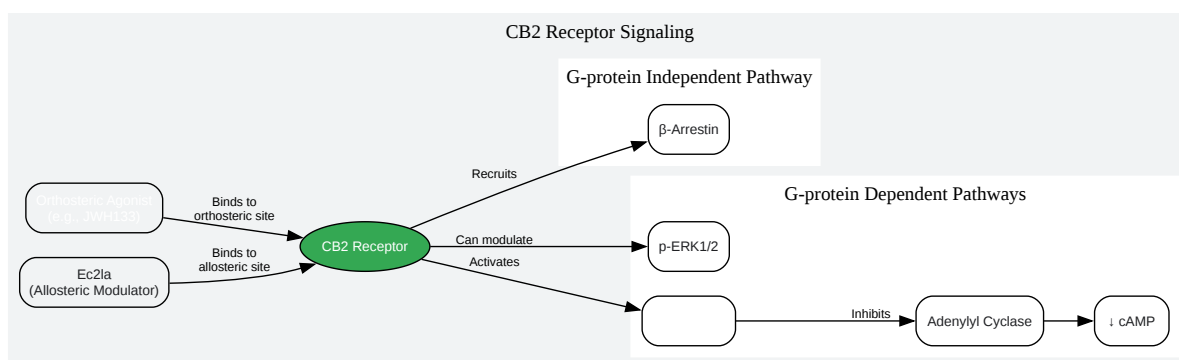 CB2 Receptor Signaling
G-protein Independent Pathway
β-Arrestin
Recruits
G-protein Dependent Pathways
Orthosteric Agonist
(e.g., JWH133)
Binds to
orthosteric site
CB2 Receptor
Can modulate
p-ERK1/2
Binds to
allosteric site
Activates
Ec2la
(Allosteric Modulator)
Inhibits
Adenylyl Cyclase
↓ cAMP